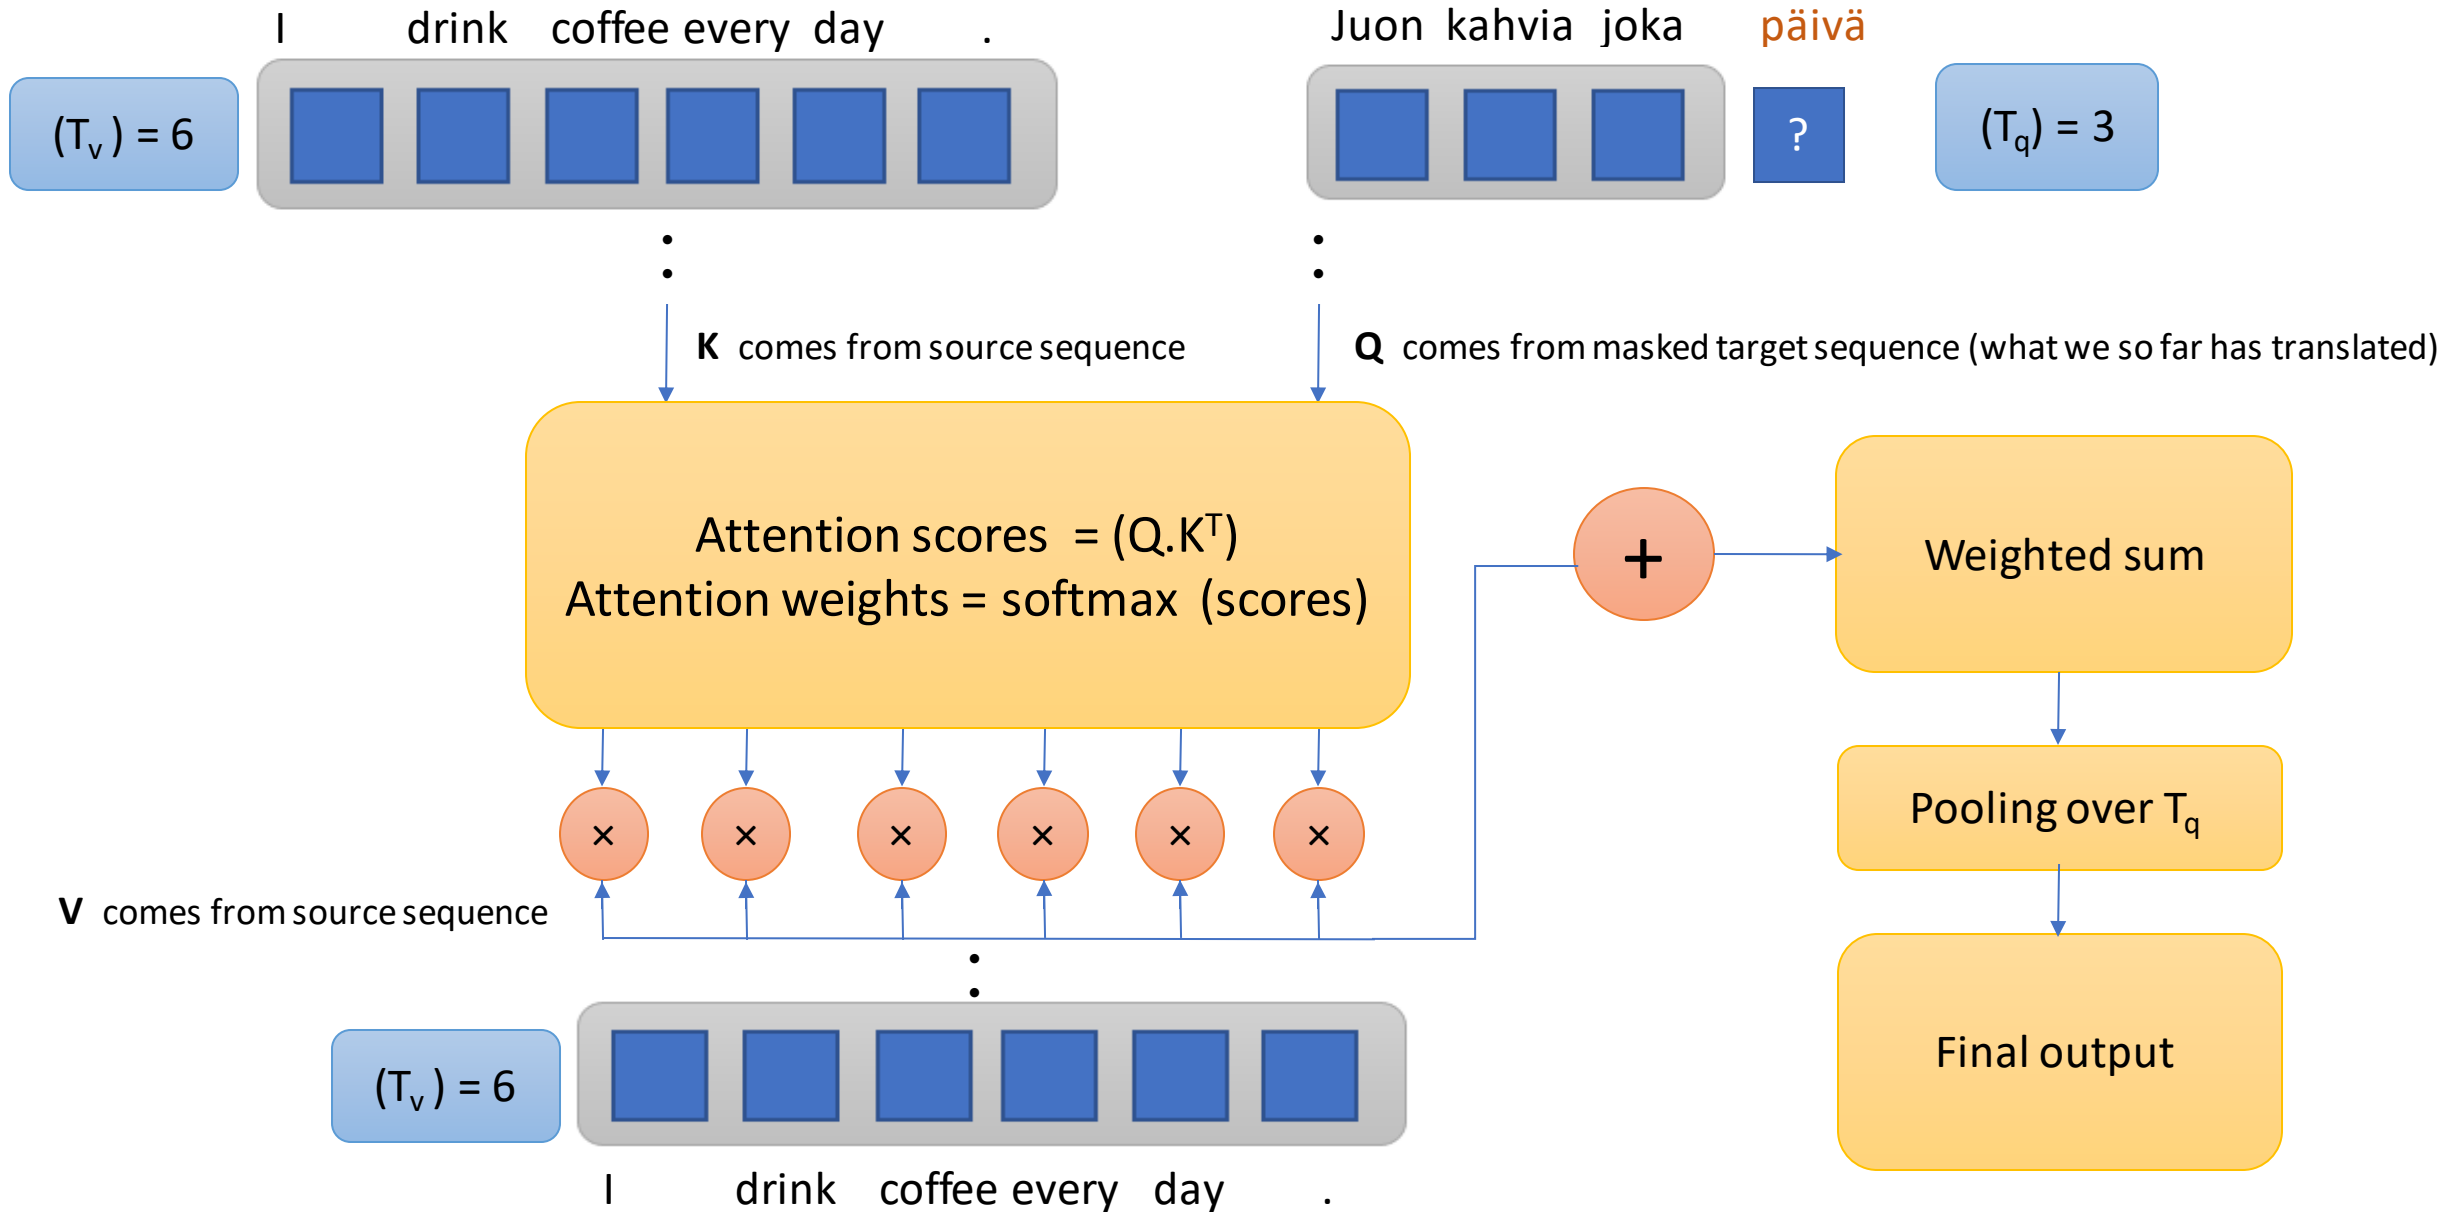 I drink coffee every day .
Juon kahvia joka päivä
(Tv ) = 6
?
(Tq) = 3
K comes from source sequence
Q comes from masked target sequence (what we so far has translated)
Attention scores = (Q.KT)
Attention weights = softmax (scores)
+
Weighted sum
× × × × × ×
Pooling over Tq
V comes from source sequence
Final output
(Tv ) = 6
I drink coffee every day .